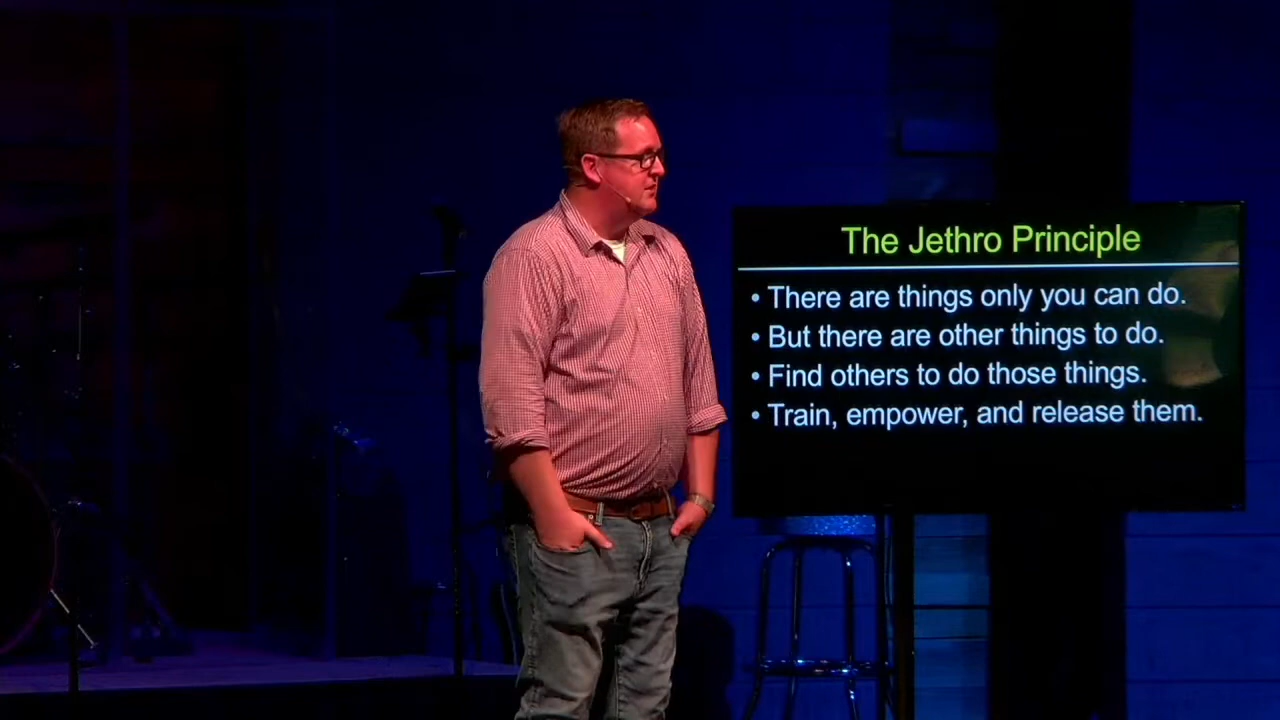 The Jethro Principle
• There are things only you can do.
• But there are other things to do.
• Find others to do those things.
• Train, empower, and release them.